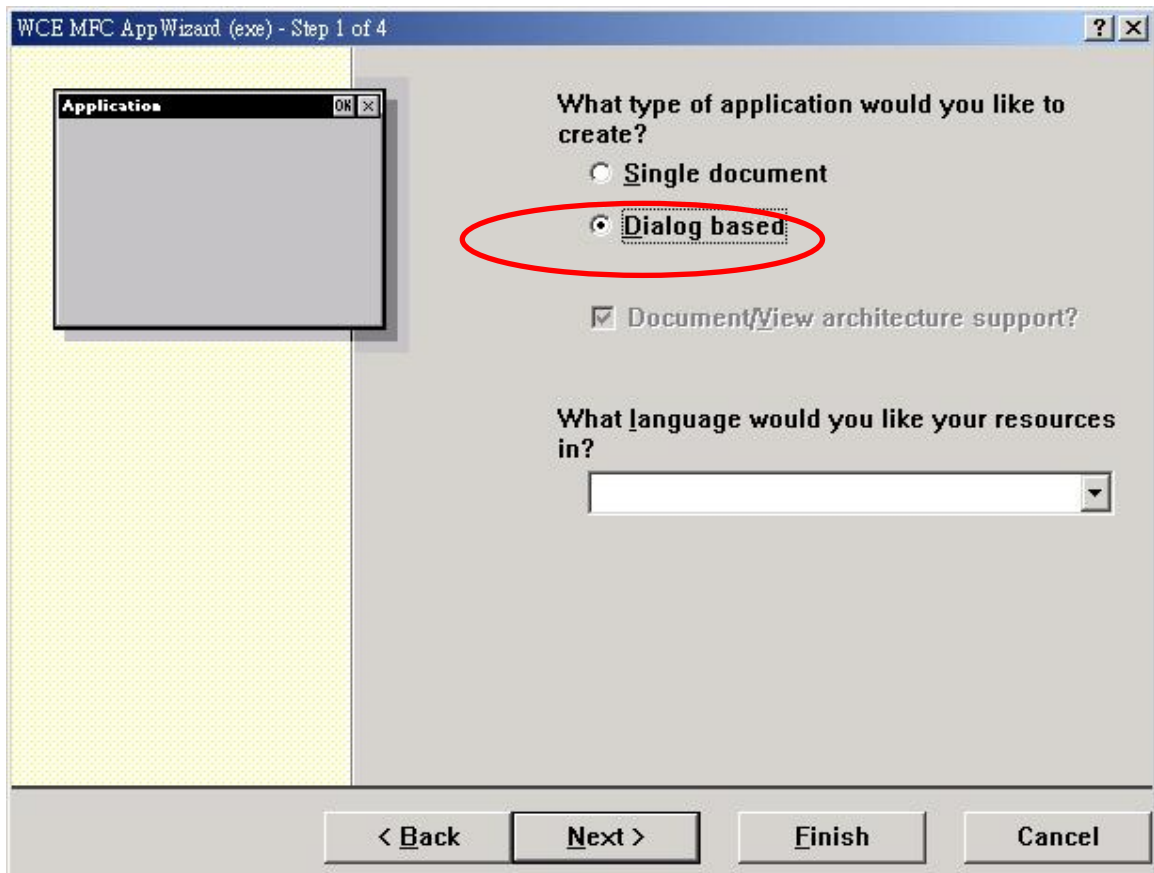 WCE MFC AppWizard (exe) - Step 1 of 4
Application OK
What type of application would you like to
create?
Single document
Dialog based
Document/View architecture support?
What language would you like your resources
in?
< Back Next > Finish Cancel